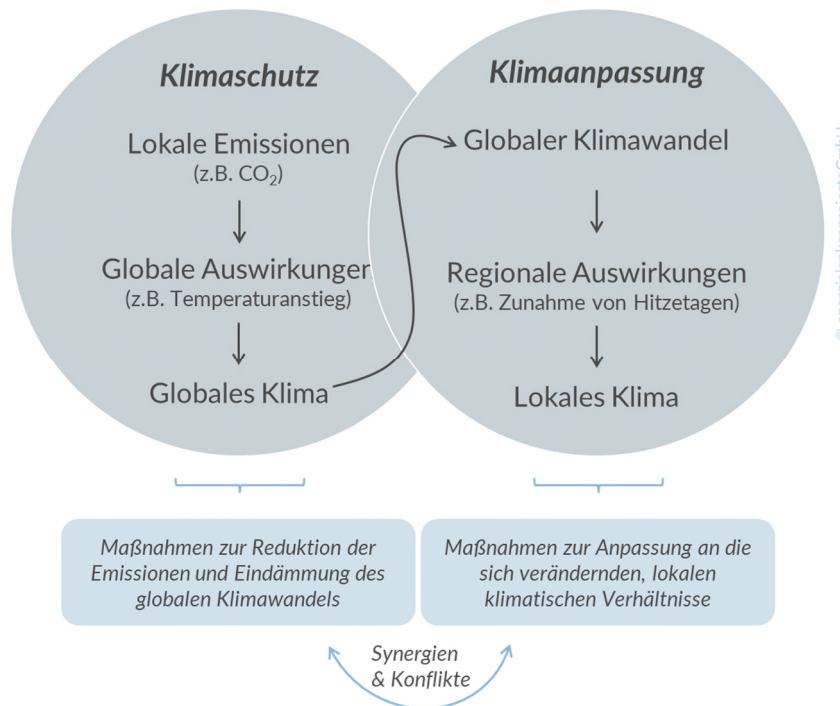 Klimaschutz
Lokale Emissionen
(z.B. CO₂)
Globale Auswirkunger
(z.B. Temperaturanstieg)
Globales Klima
Klimaanpassung
Globaler Klimawandel
Regionale Auswirkungen
(z.B. Zunahme von Hitzetagen)
Lokales Klima
Maßnahmen zur Reduktion der
Emissionen und Eindämmung des
globalen Klimawandels
Maßnahmen zur Anpassung an die
sich verändernden, lokalen
klimatischen Verhältnisse
Synergien
& Konflikte